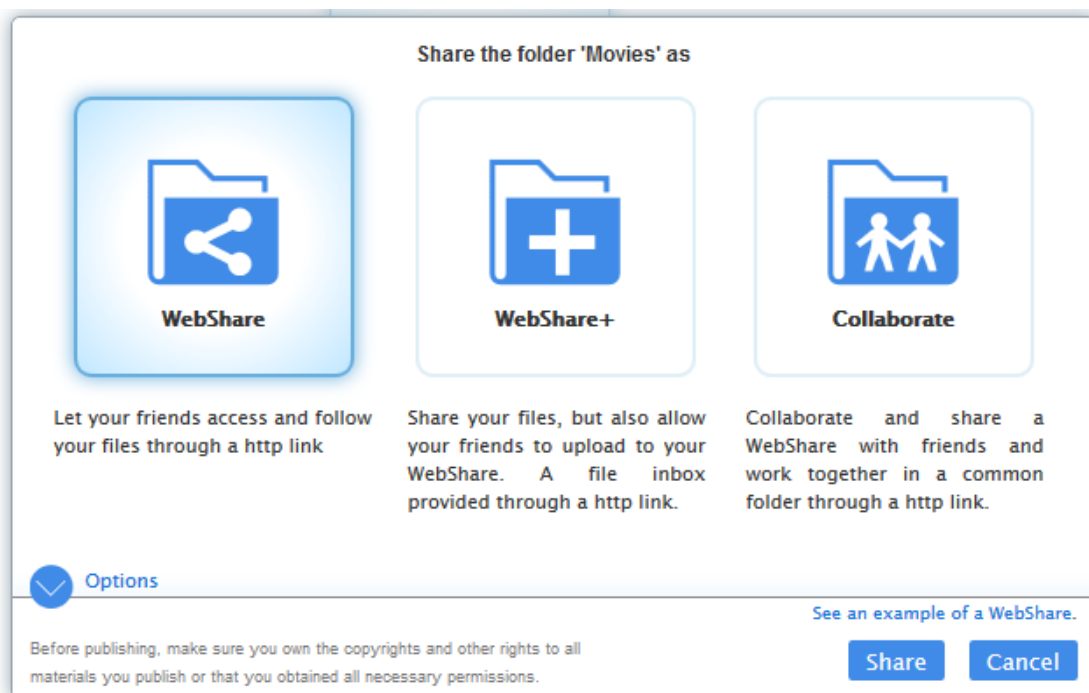 Share the folder 'Movies' as
WebShare
WebShare+
Collaborate
Let your friends access and follow
your files through a http link
Share your files, but also allow
your friends to upload to your
WebShare. A file inbox
provided through a http link.
Collaborate and share a
WebShare with friends and
work together in a common
folder through a http link.
Options
See an example of a WebShare.
Before publishing, make sure you own the copyrights and other rights to all
materials you publish or that you obtained all necessary permissions.
Share
Cancel